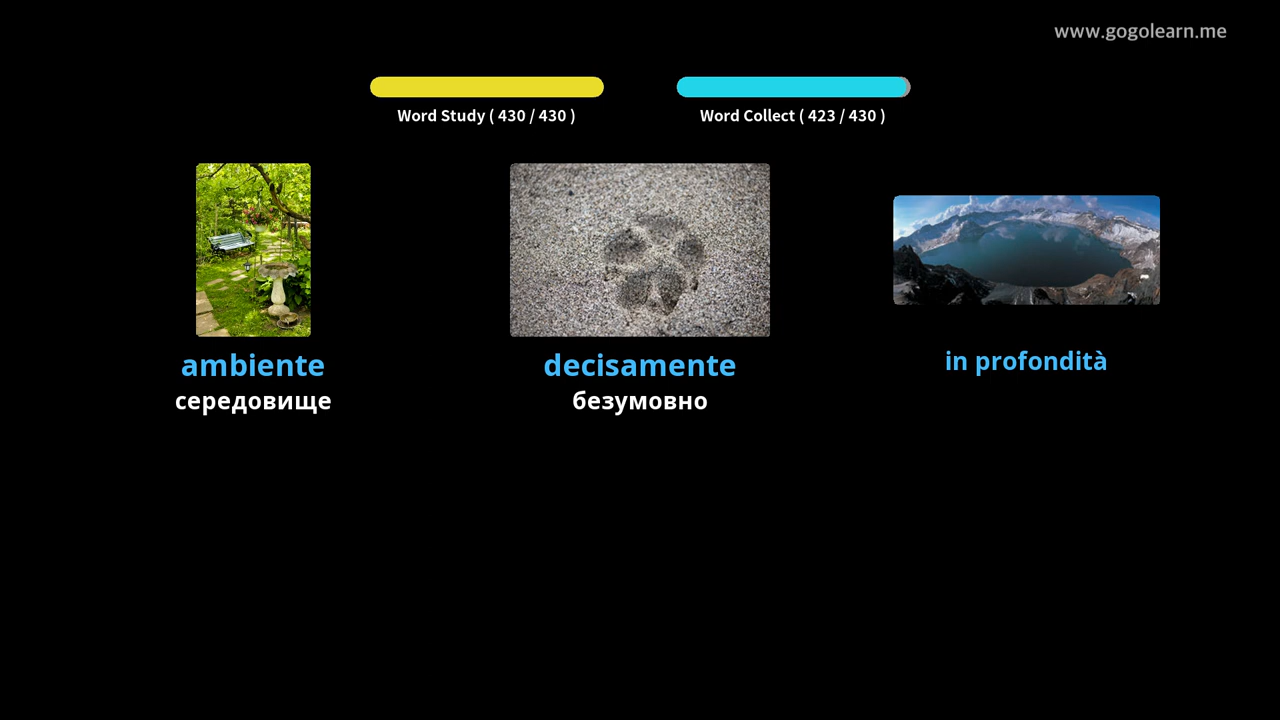 www.gogolearn.me
Word Study ( 430 / 430 )
Word Collect ( 423 / 430 )
ambiente
середовище
decisamente
безумовно
in profondità